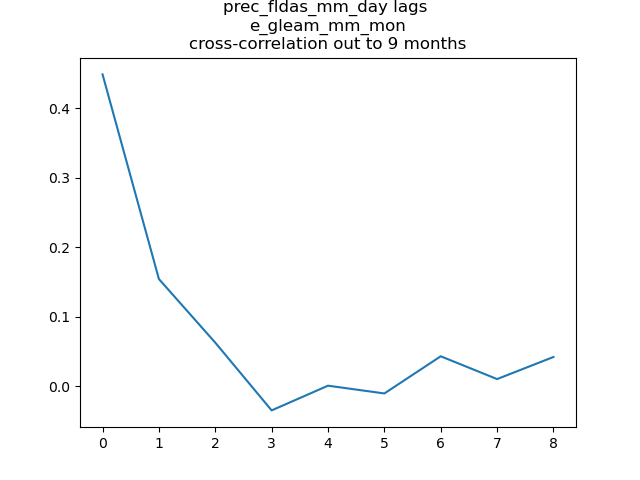 prec_fldas_mm_day lags
e_gleam_mm_mon
cross-correlation out to 9 months
0.4
0.3
0.2
0.1
0.0
0 1 2 3 4 5 6 7 8